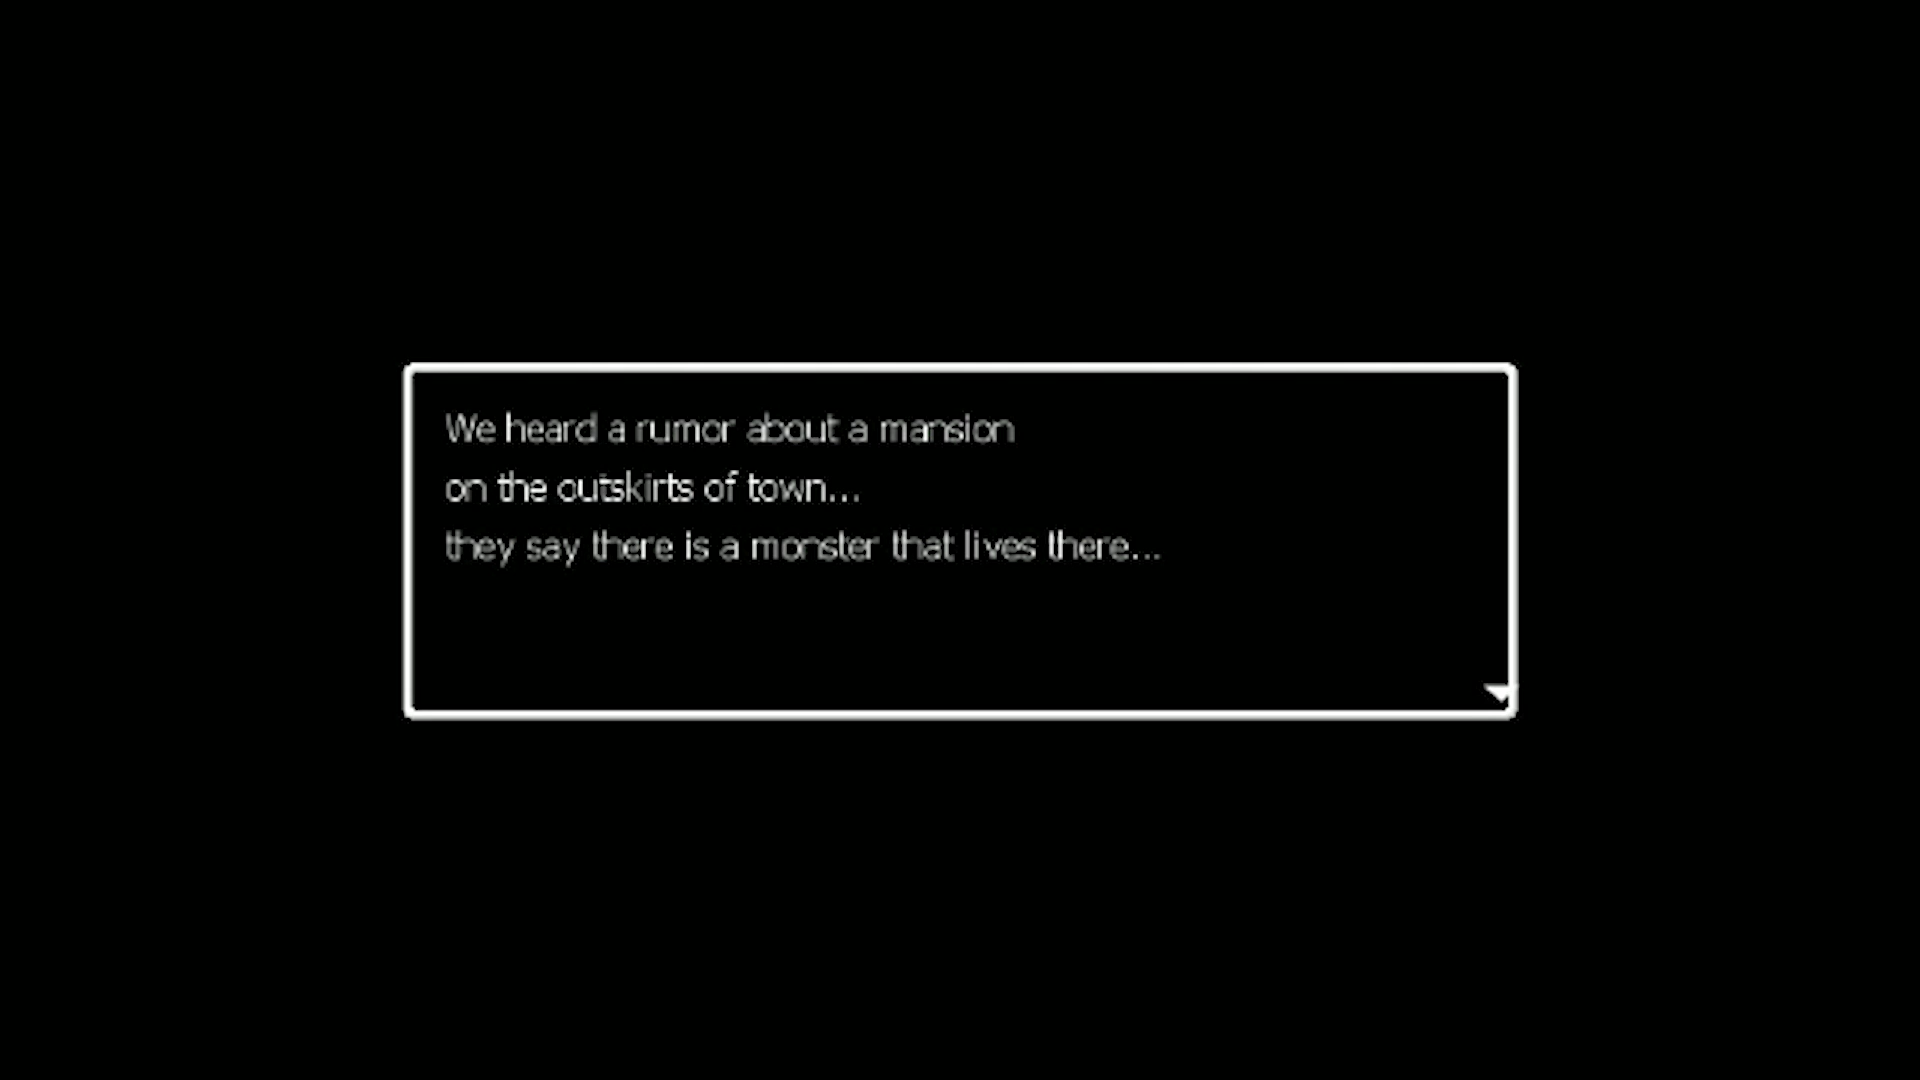 We heard a rumor about a mansion
on the outskirts of town...
they say there is a monster that lives there...